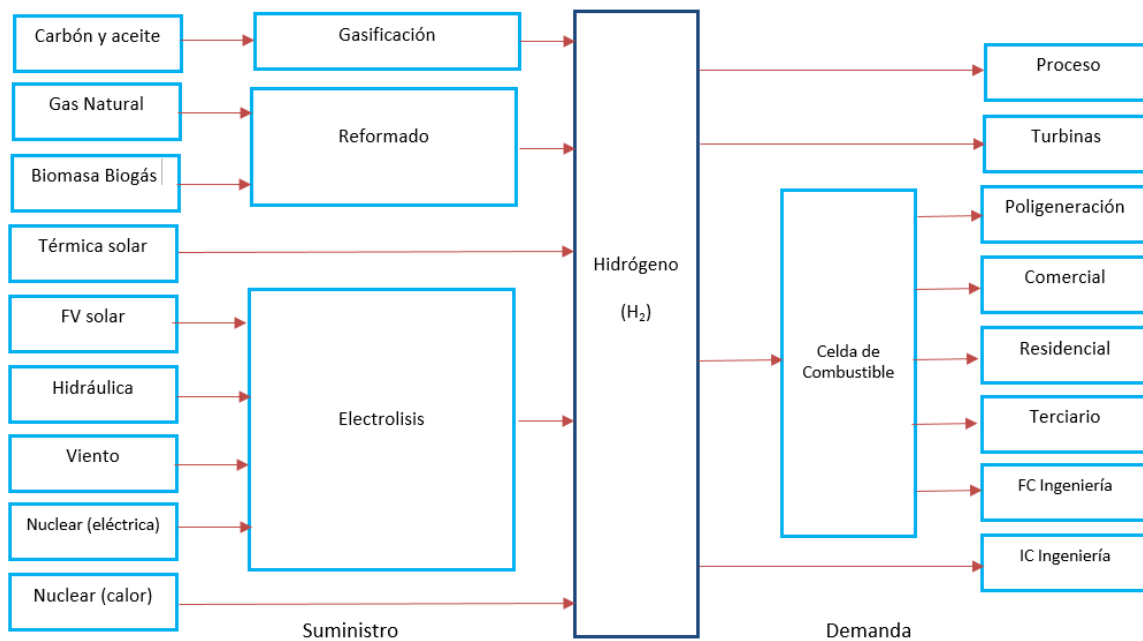 Carbón y aceite
Gas Natural
Biomasa Biogás
Térmica solar
FV solar
Hidráulica
Viento
Nuclear (eléctrica)
Nuclear (calor)
Gasificación
Reformado
Electrolisis
Suministro
Hidrógeno
(H₂)
Celda de
Combustible
Proceso
Turbinas
Poligeneración
Comercial
Residencial
Terciario
FC Ingeniería
IC Ingeniería
Demanda